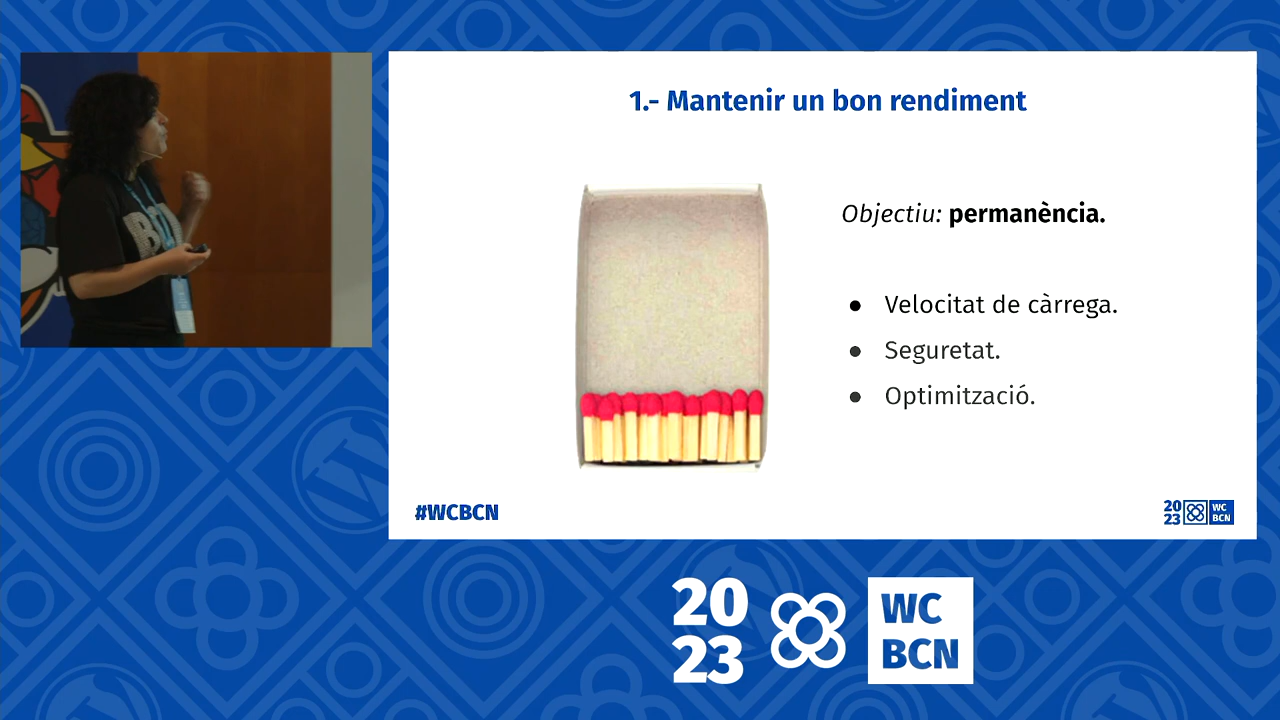 1.- Mantenir un bon rendiment
Objectiu: permanència.
● Velocitat de càrrega.
● Seguretat.
● Optimització.
#WCBCN
20
23
WC
BCN
20
23
WC
BCN